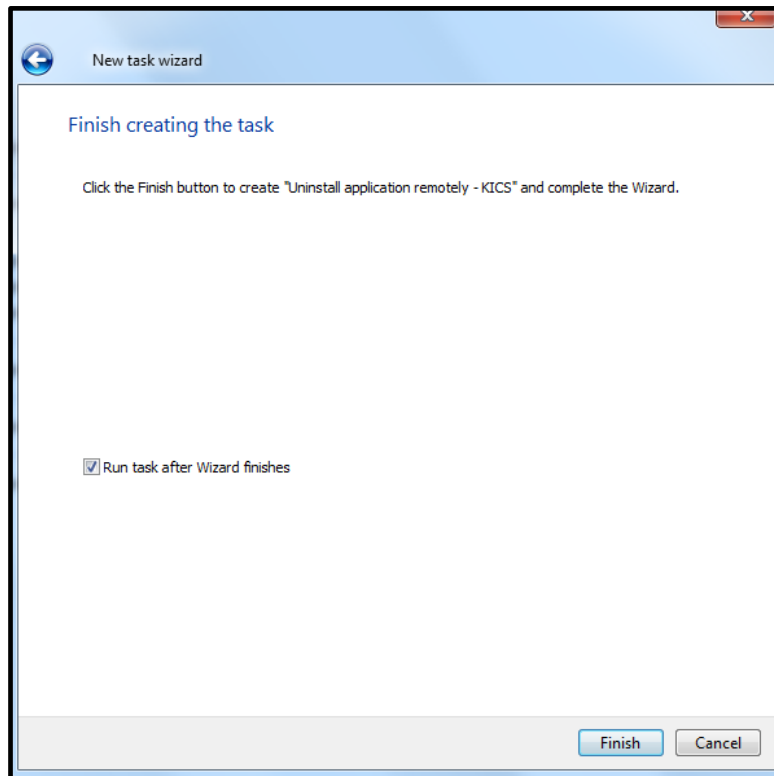 New task wizard
Finish creating the task
Click the Finish button to create "Uninstall application remotely - KICS" and complete the Wizard.
Run task after Wizard finishes
Finish
Cancel